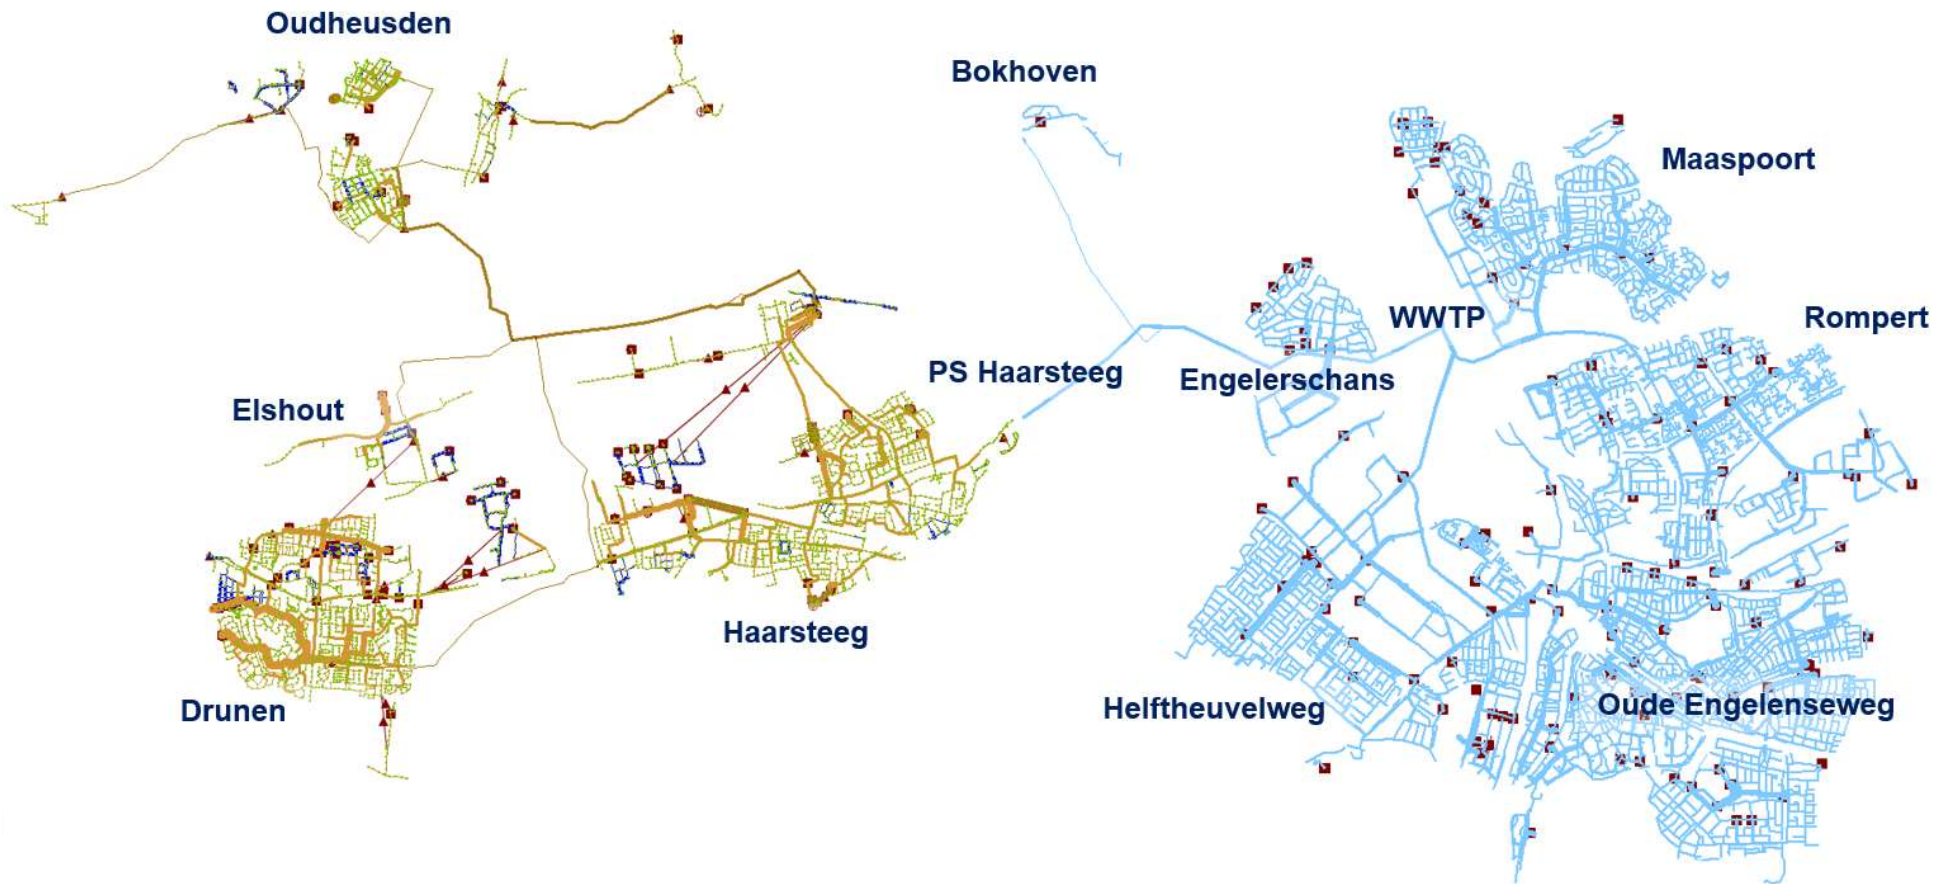 Oudheusden
Bokhoven
Maaspoort
WWTP
Rompert
PS Haarsteeg
Engelerschans
Elshout
Haarsteeg
Drunen
Helftheuvelweg
Oude Engelenseweg